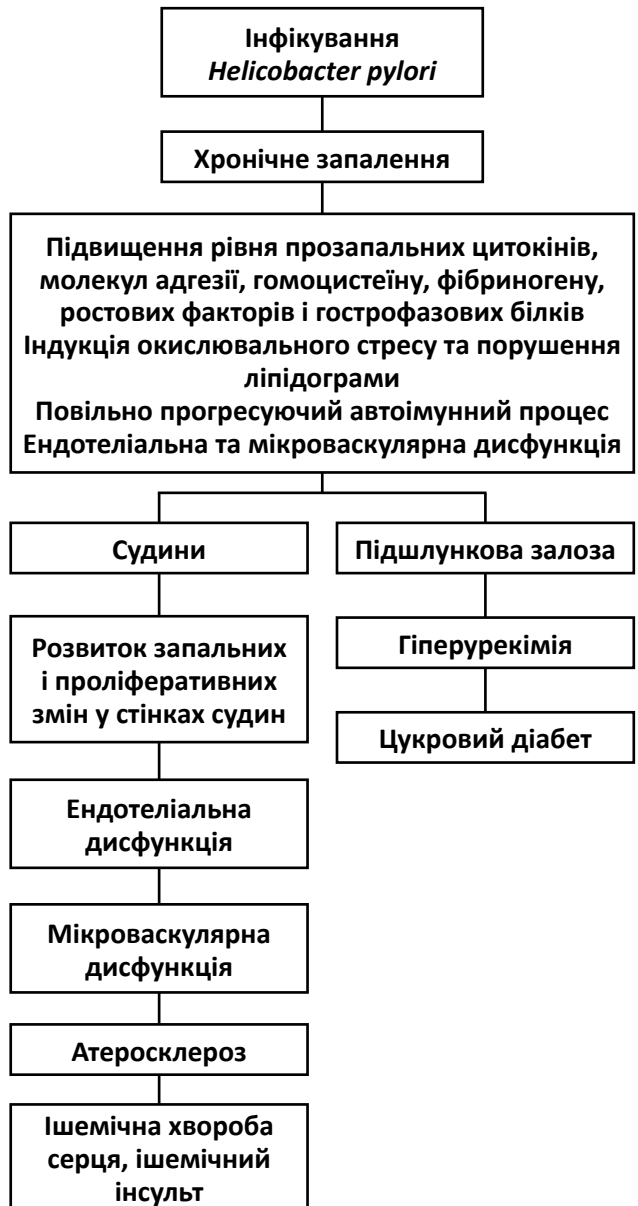 Інфікування
Helicobacter pylori
Хронічне запалення
Підвищення рівня прозапальних цитокінів,
молекул адгезії, гомоцистеїну, фібриногену,
ростових факторів і гострофазових білків
Індукція окислювального стресу та порушення
ліпідограми
Повільно прогресуючий автоімунний процес
Ендотеліальна та мікроваскулярна дисфункція
Судини
Розвиток запальних
і проліферативних
змін у стінках судин
Ендотеліальна
дисфункція
Мікроваскулярна
дисфункція
Атеросклероз
Ішемічна хвороба
серця, ішемічний
інсульт
Підшлункова залоза
Гіперурекімія
Цукровий діабет